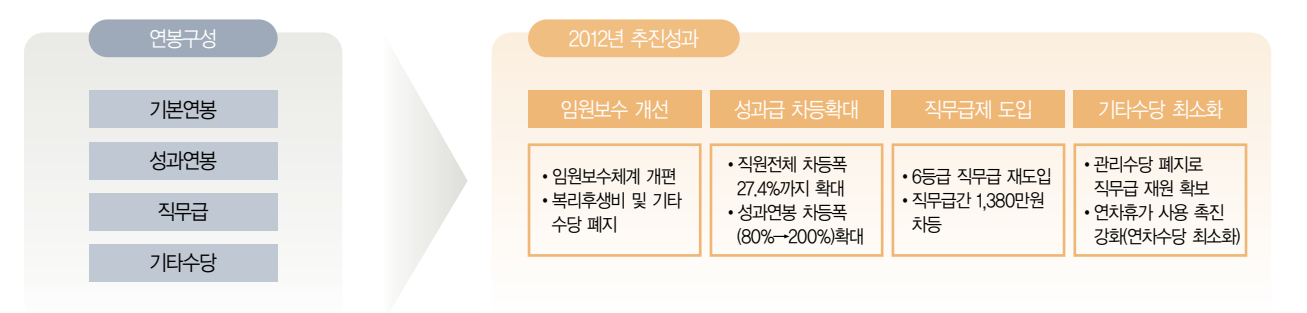 연봉구성
기본연봉
성과연봉
직무급
기타수당
2012년 추진성과
임원보수 개선
• 임원보수체계 개편
• 복리후생비 및 기타
수당 폐지
성과급 차등확대
• 직원전체 차등폭
27.4%까지 확대
• 성과연봉 차등폭
(80%→200%)확대
직무급제 도입
• 6등급 직무급 재도입
• 직무급간 1,380만원
차등
기타수당 최소화
• 관리수당 폐지로
직무급 재원 확보
• 연차휴가 사용 촉진
강화(연차수당 최소화)